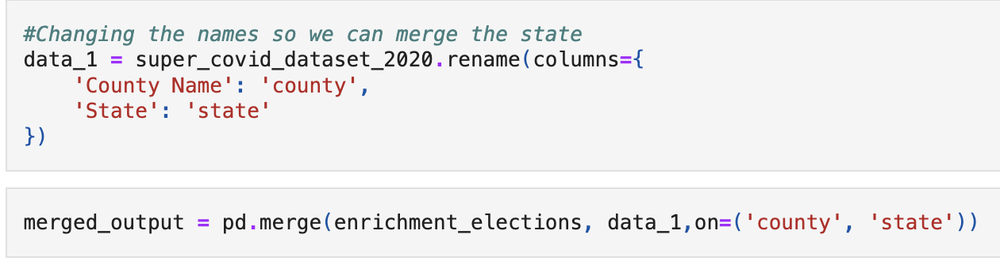 #Changing the names so we can merge the state
data_1 = super_covid_dataset_2020.rename(columns={
    'County Name': 'county',
    'State': 'state'
})
merged_output = pd.merge(enrichment_elections, data_1,on=('county', 'state'))